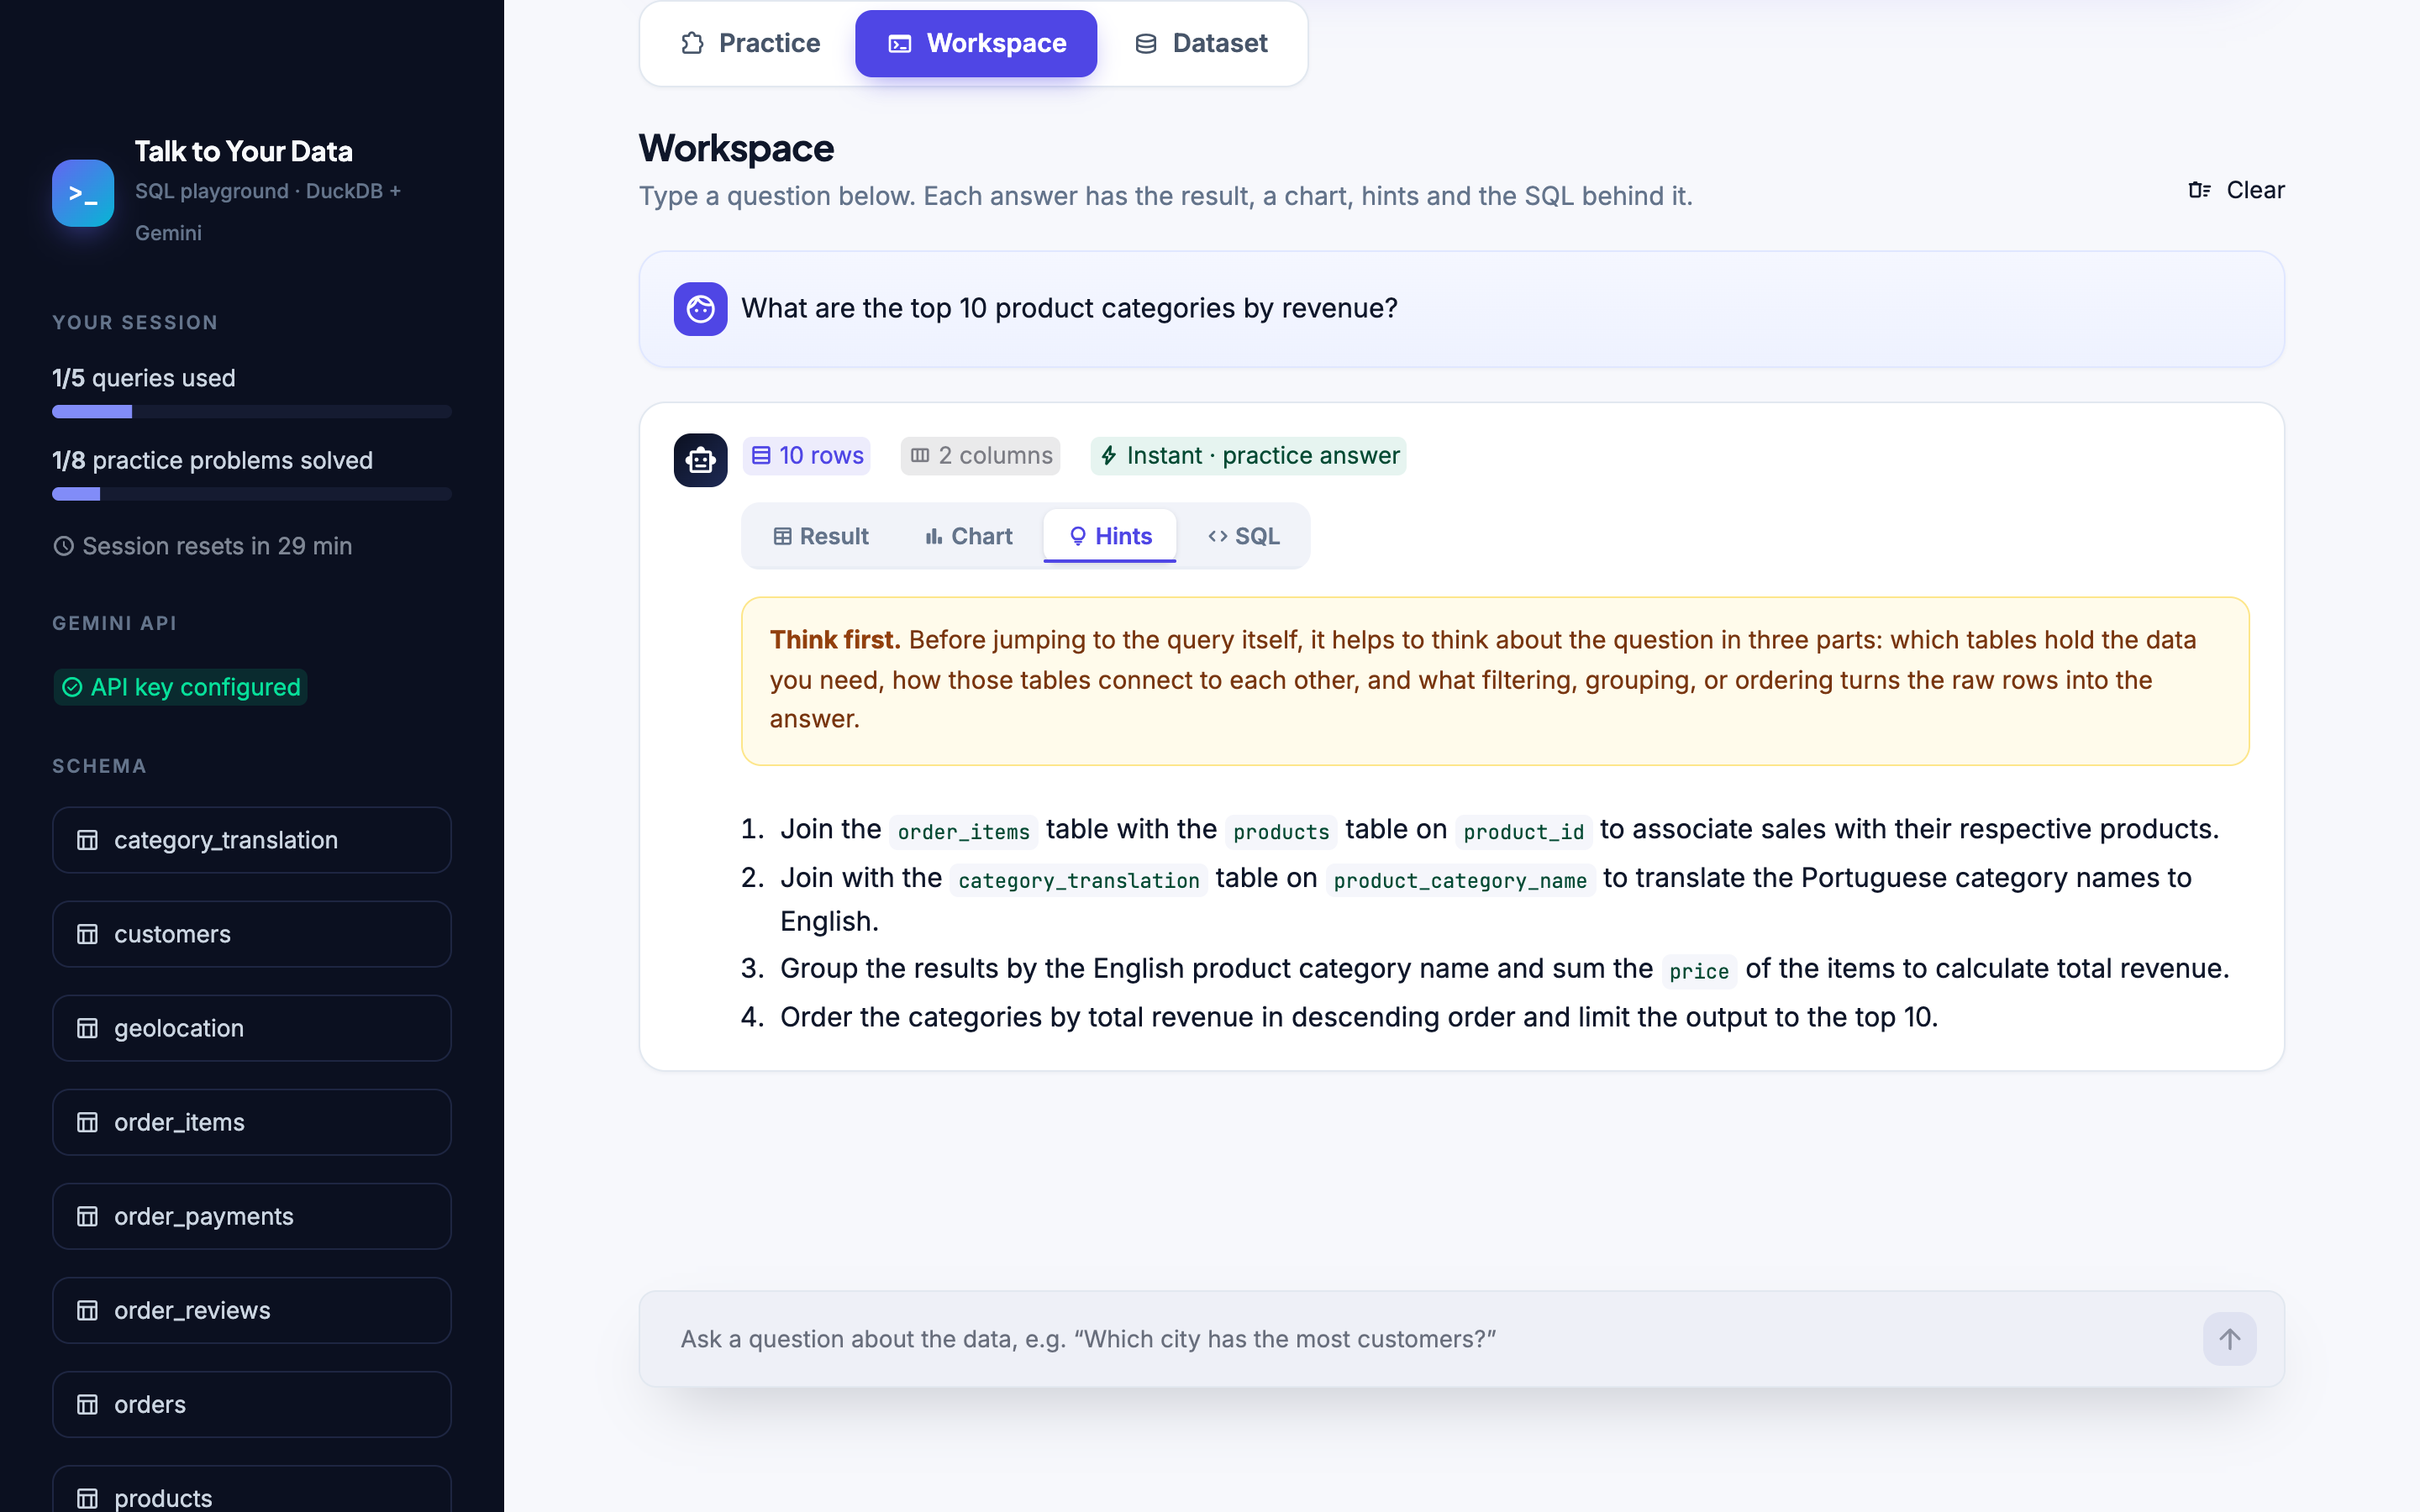 Practice
Workspace
Dataset
Talk to Your Data
SQL playground · DuckDB +
Gemini
YOUR SESSION
1/5 queries used
1/8 practice problems solved
Session resets in 29 min
GEMINI API
API key configured
SCHEMA
category_translation
customers
geolocation
order_items
order_payments
order_reviews
orders
products
Workspace
Type a question below. Each answer has the result, a chart, hints and the SQL behind it.
Clear
What are the top 10 product categories by revenue?
10 rows
2 columns
Instant · practice answer
Result
Chart
Hints
SQL
Think first. Before jumping to the query itself, it helps to think about the question in three parts: which tables hold the data
you need, how those tables connect to each other, and what filtering, grouping, or ordering turns the raw rows into the
answer.
1. Join the order_items table with the products table on product_id to associate sales with their respective products.
2. Join with the category_translation table on product_category_name to translate the Portuguese category names to
English.
3. Group the results by the English product category name and sum the price of the items to calculate total revenue.
4. Order the categories by total revenue in descending order and limit the output to the top 10.
Ask a question about the data, e.g. “Which city has the most customers?”